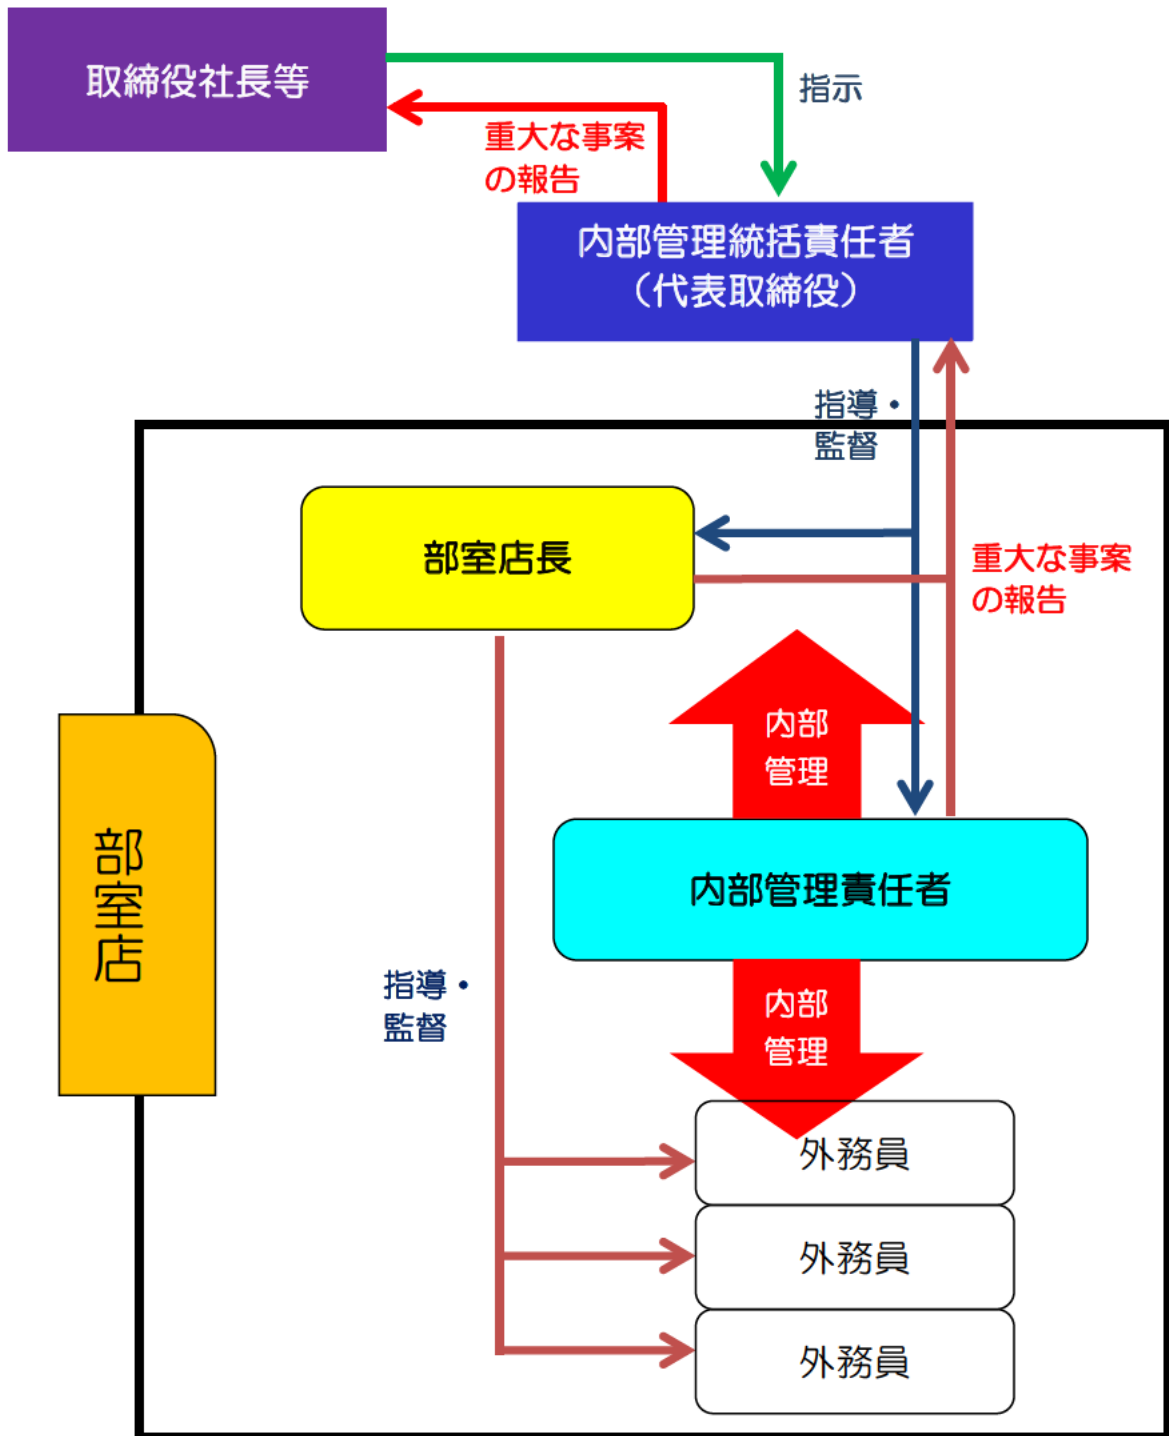 取締役社長等
指示
重大な事案
の報告
内部管理統括責任者
（代表取締役）
指導・
監督
部室店長
重大な事案
の報告
内部
管理
部室店
内部管理責任者
指導・
監督
内部
管理
外務員
外務員
外務員